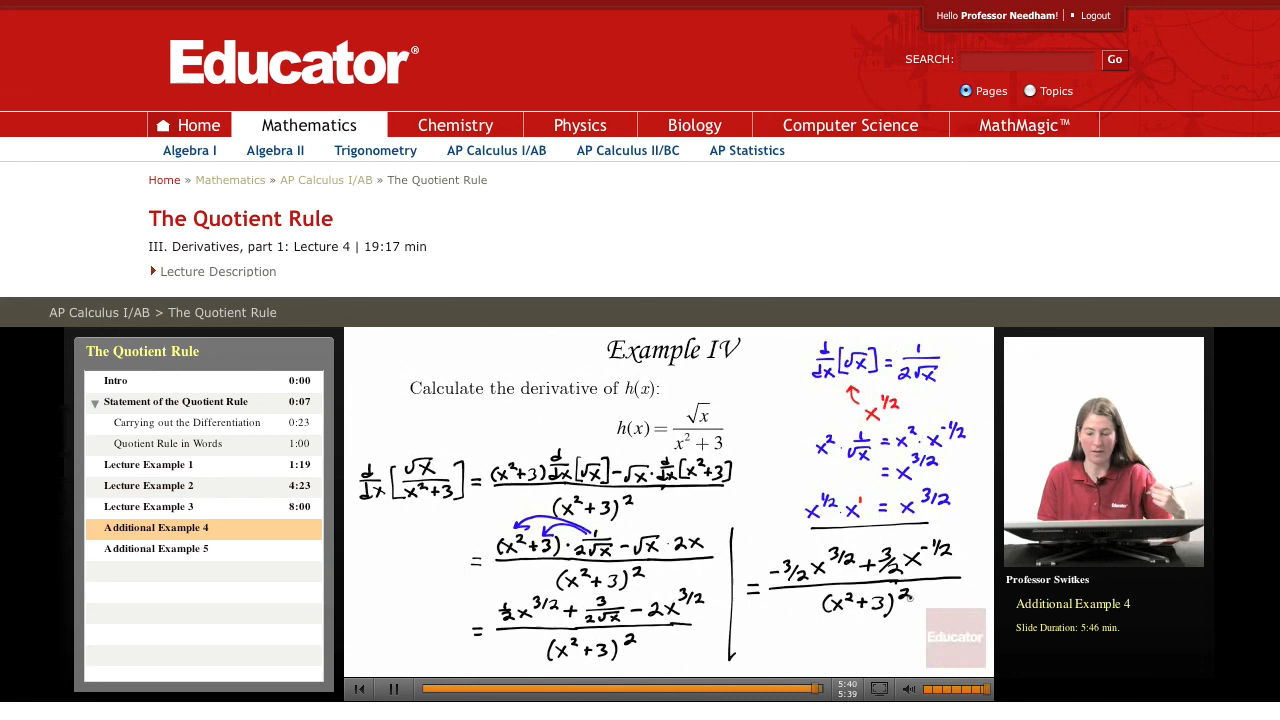 Hello Professor Needham! | ▪ Logout
Educator®
SEARCH: Go
Pages Topics
Home Mathematics Chemistry Physics Biology Computer Science MathMagic™
Algebra I Algebra II Trigonometry AP Calculus I/AB AP Calculus II/BC AP Statistics
Home » Mathematics » AP Calculus I/AB » The Quotient Rule
The Quotient Rule
III. Derivatives, part 1: Lecture 4 | 19:17 min
Lecture Description
AP Calculus I/AB > The Quotient Rule
The Quotient Rule
Intro 0:00
Statement of the Quotient Rule 0:07
Carrying out the Differentiation 0:23
Quotient Rule in Words 1:00
Lecture Example 1 1:19
Lecture Example 2 4:23
Lecture Example 3 8:00
Additional Example 4
Additional Example 5
Example IV
Calculate the derivative of h(x):
h(x) = √x / (x² + 3)
d/dx [√x / (x²+3)] = ((x²+3) d/dx [√x] − √x · d/dx [x²+3]) / (x²+3)²
= ((x²+3) · 1/(2√x) − √x · 2x) / (x²+3)²
= (½x^3/2 + 3/(2√x) − 2x^3/2) / (x²+3)²
d/dx [√x] = 1/(2√x)
x^1/2
x² · 1/√x = x² · x^-1/2
= x^3/2
x^1/2 · x^1 = x^3/2
= (-3/2 x^3/2 + 3/2 x^-1/2) / (x²+3)²
Educator
5:40
5:39
Educator
Professor Switkes
Additional Example 4
Slide Duration: 5:46 min.